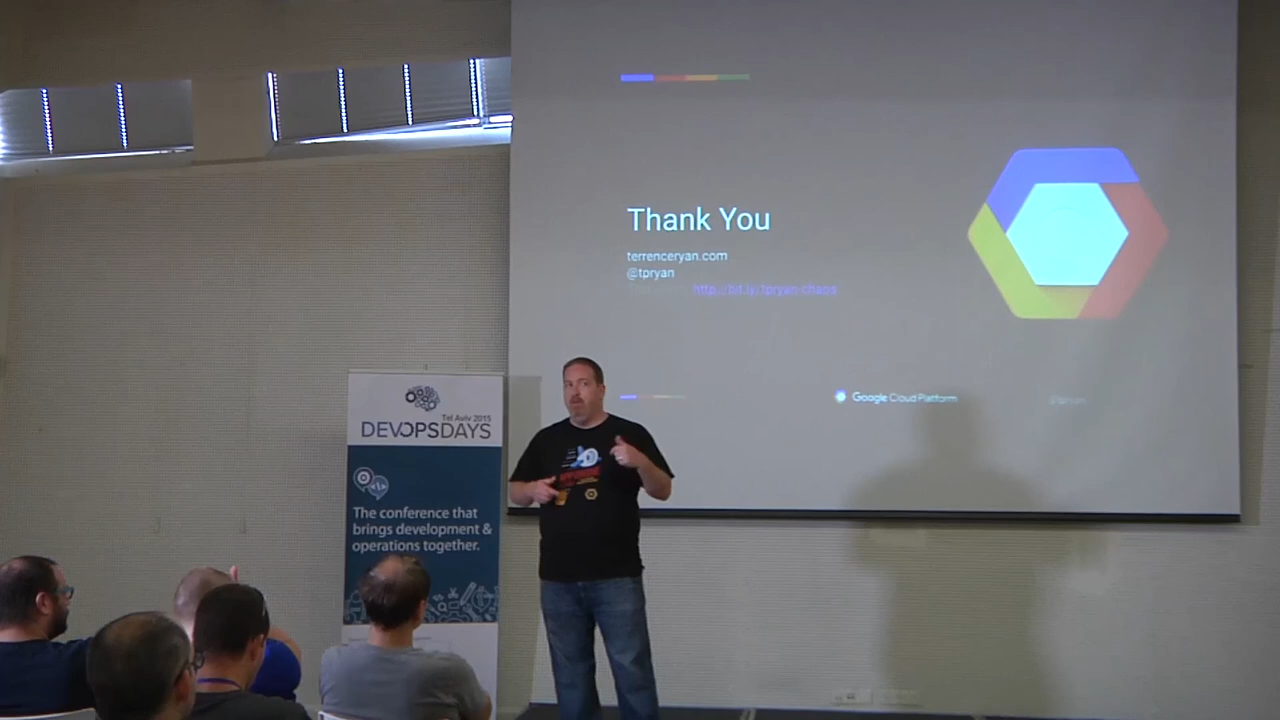 Thank You
terrenceryan.com
@tpryan
http://bit.ly/tpryan-chaos
Google Cloud Platform
@tpryan
Tel Aviv 2015
DEVOPSDAYS
The conference that
brings development &
operations together.